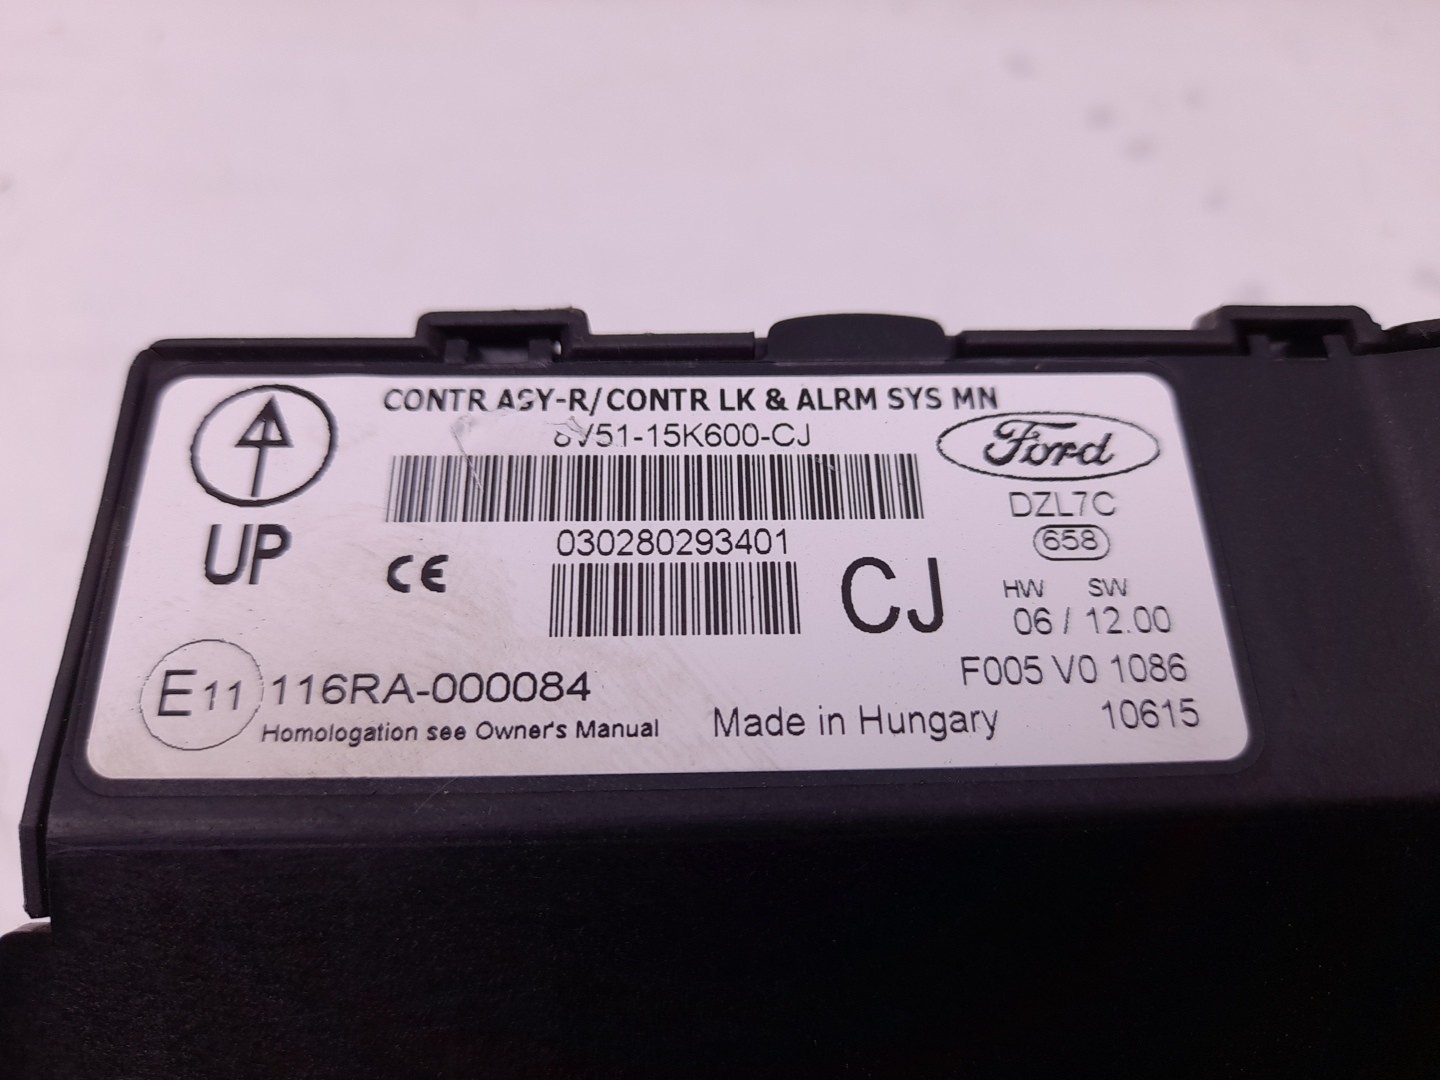 CONTR ASY-R/CONTR LK & ALRM SYS MN
8V51-15K600-CJ
Ford
DZL7C
658
UP
CE
030280293401
CJ
HW SW
06 / 12.00
E11 116RA-000084
F005 V0 1086
Homologation see Owner's Manual
Made in Hungary
10615